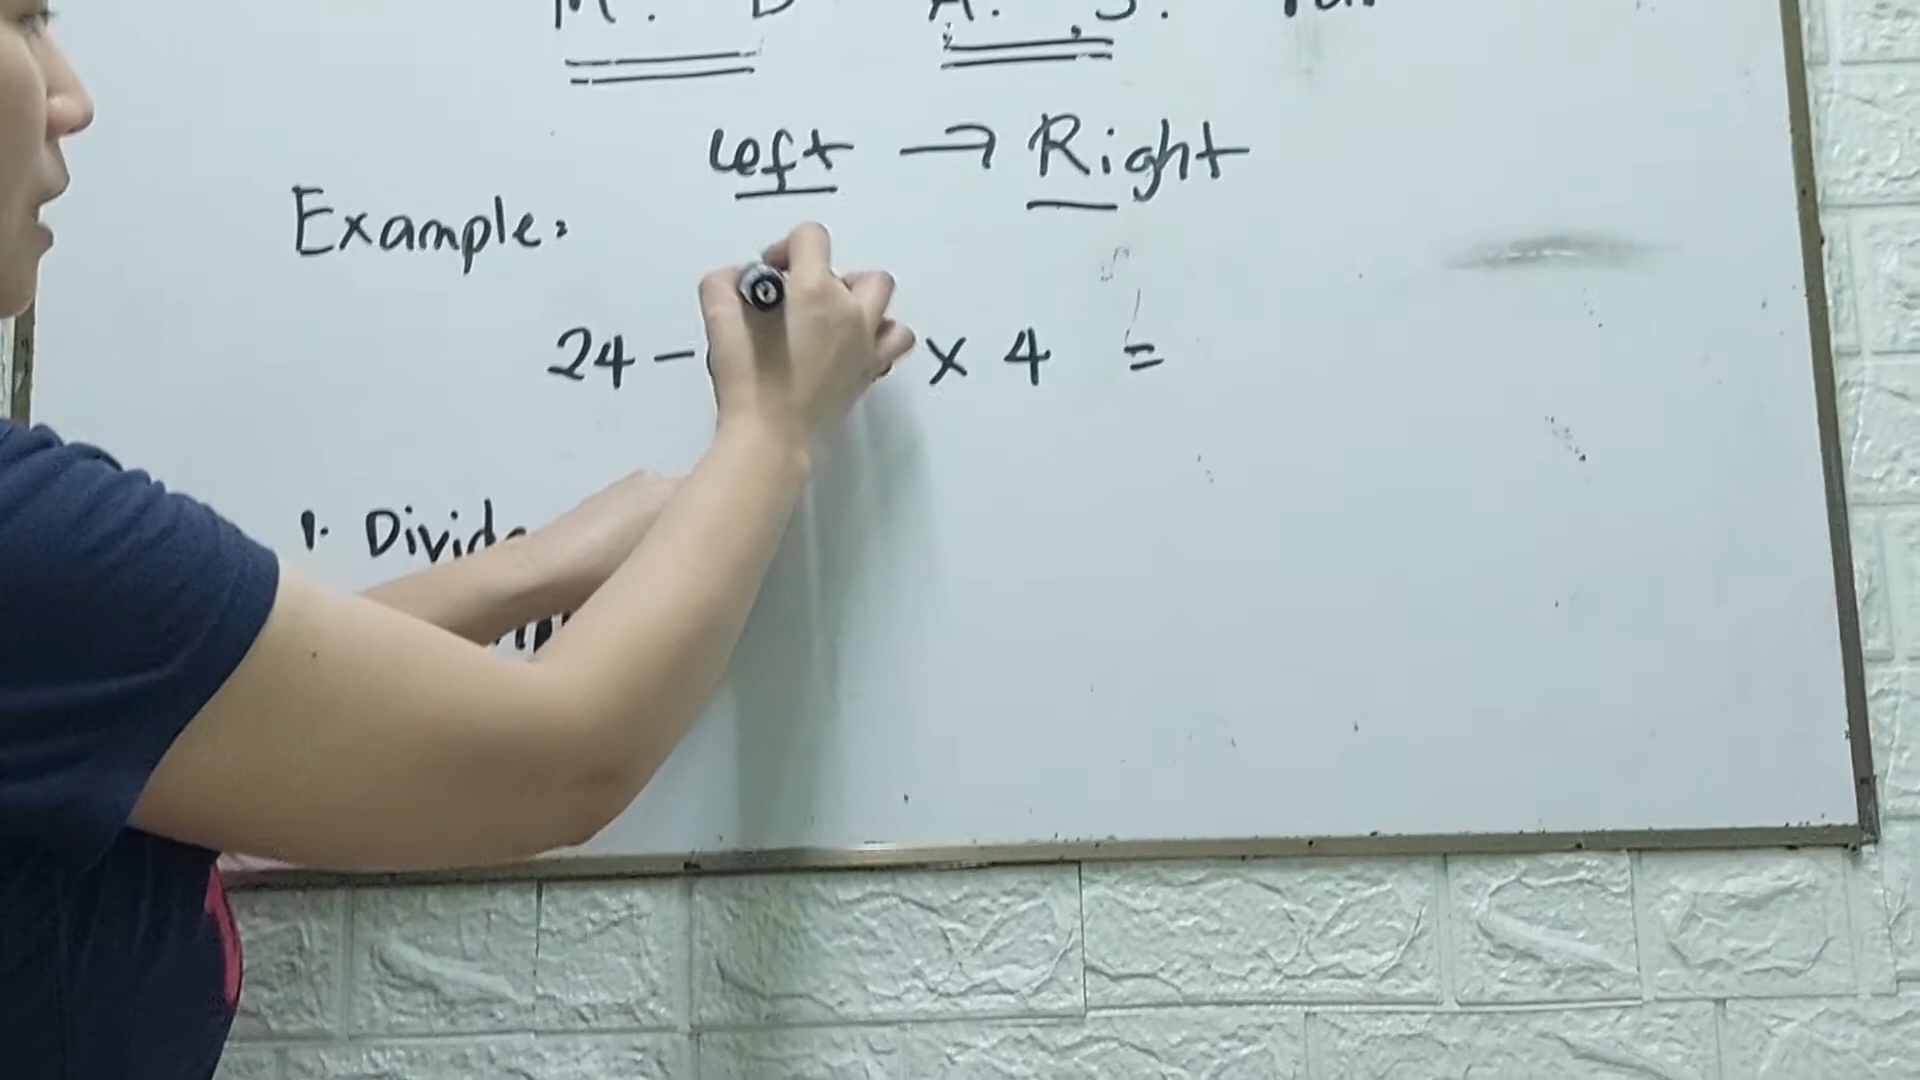 M. D A. S.
Left → Right
Example:
24 - x 4 =
1. Divide